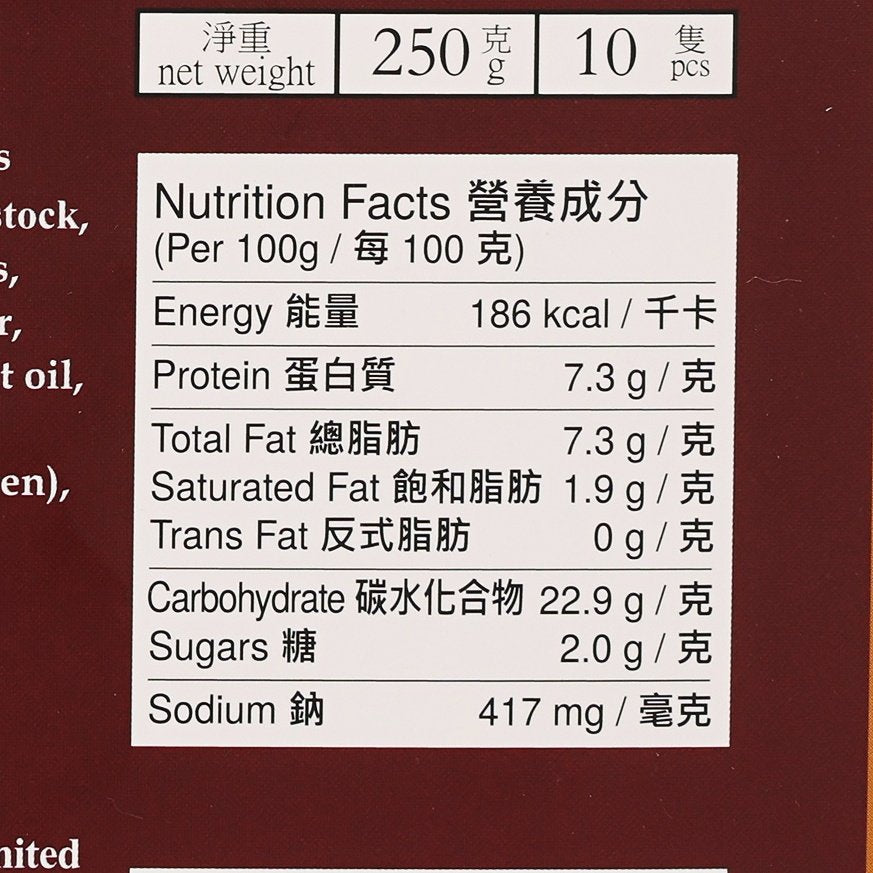 淨重
net weight
250 克
g
10 隻
pcs
s
stock,
s,
r,
t oil,
en),
Nutrition Facts 營養成分
(Per 100g / 每 100 克)
Energy 能量 186 kcal / 千卡
Protein 蛋白質 7.3 g / 克
Total Fat 總脂肪 7.3 g / 克
Saturated Fat 飽和脂肪 1.9 g / 克
Trans Fat 反式脂肪 0 g / 克
Carbohydrate 碳水化合物 22.9 g / 克
Sugars 糖 2.0 g / 克
Sodium 鈉 417 mg / 毫克
nited